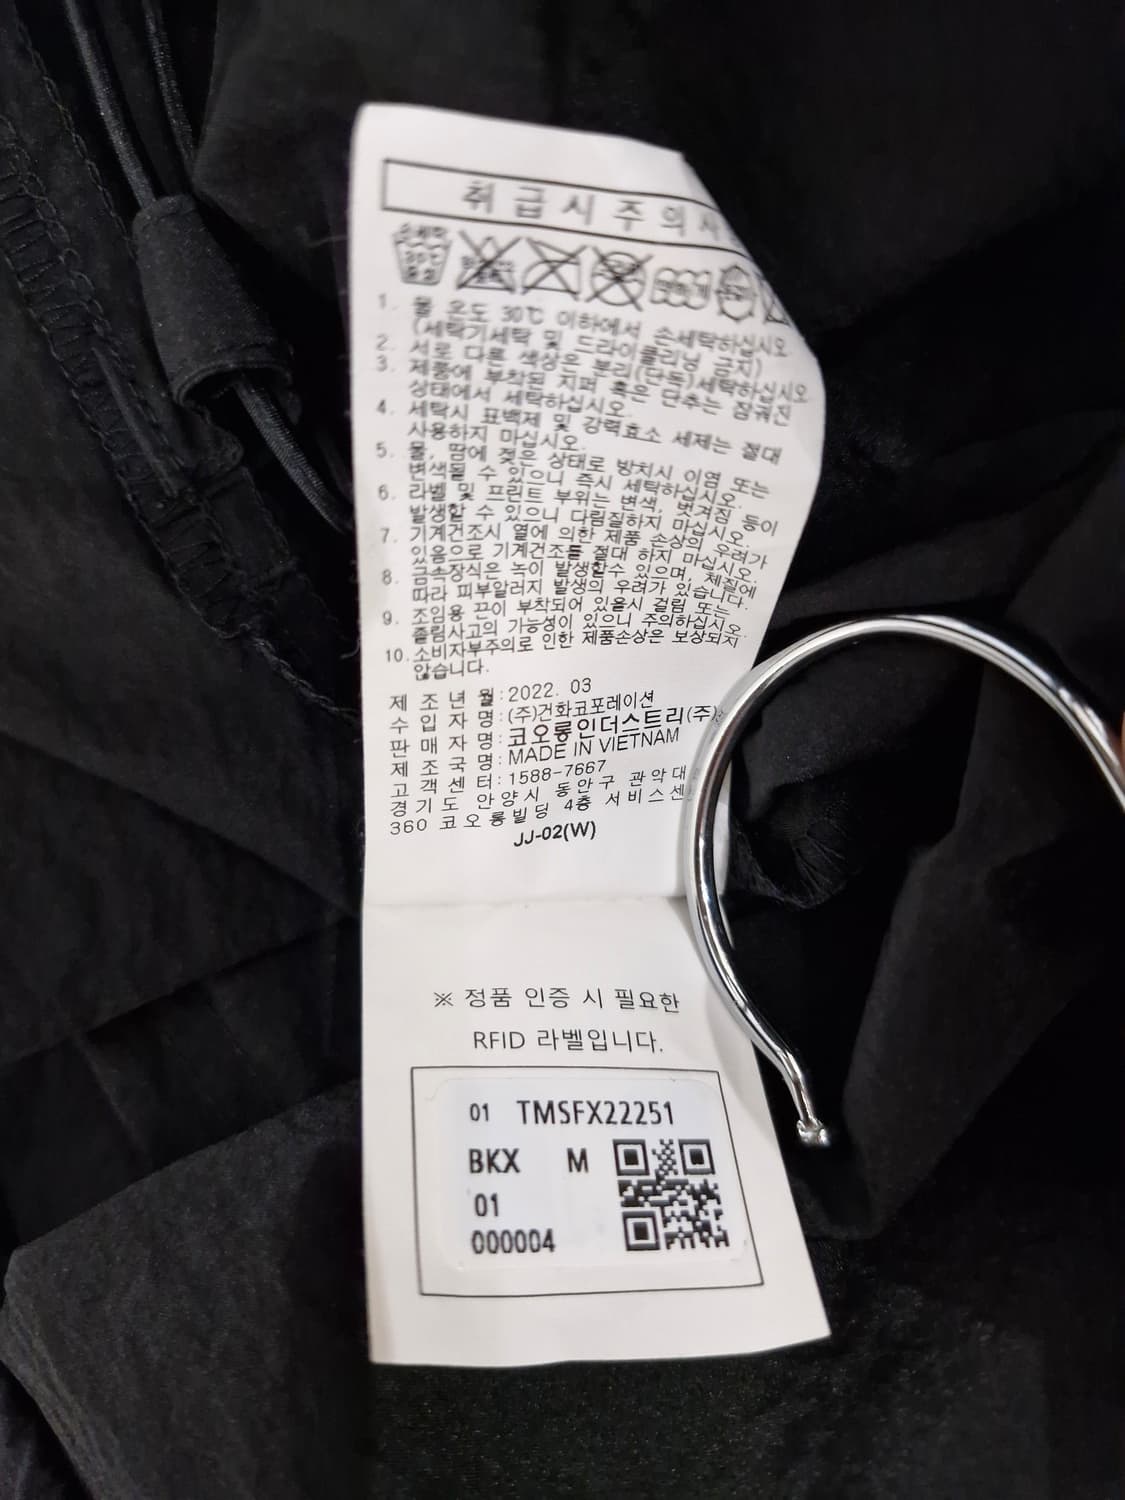 취급시주의사
손세탁
30℃
중성
1. 물 온도 30℃ 이하에서 손세탁하십시오
(세탁기세탁 및 드라이클리닝 금지)
2. 서로 다른 색상은 분리(단독)세탁하십시오
3. 제품에 부착된 지퍼 혹은 단추는 잠궈진
상태에서 세탁하십시오.
4. 세탁시 표백제 및 강력효소 세제는 절대
사용하지 마십시오.
5. 물, 땀에 젖은 상태로 방치시 이염 또는
변색될 수 있으니 즉시 세탁하십시오.
6. 라벨 및 프린트 부위는 변색, 벗겨짐 등이
발생할 수 있으니 다림질하지 마십시오.
7. 기계건조시 열에 의한 제품 손상의 우려가
있음으로 기계건조를 절대 하지 마십시오.
8. 금속장식은 녹이 발생할수 있으며, 체질에
따라 피부알러지 발생의 우려가 있습니다.
9. 조임용 끈이 부착되어 있을시 걸림 또는
졸림사고의 가능성이 있으니 주의하십시오.
10. 소비자부주의로 인한 제품손상은 보상되지
않습니다.
제 조 년 월 : 2022. 03
수 입 자 명 : (주)건화코포레이션
판 매 자 명 : 코오롱인더스트리(주)
제 조 국 명 : MADE IN VIETNAM
고 객 센 터 : 1588-7667
경 기 도 안 양 시 동 안 구 관 악 대
360 코 오 롱 빌 딩 4층 서 비 스 센
JJ-02(W)
※ 정품 인증 시 필요한
RFID 라벨입니다.
01 TMSFX22251
BKX M
01
000004